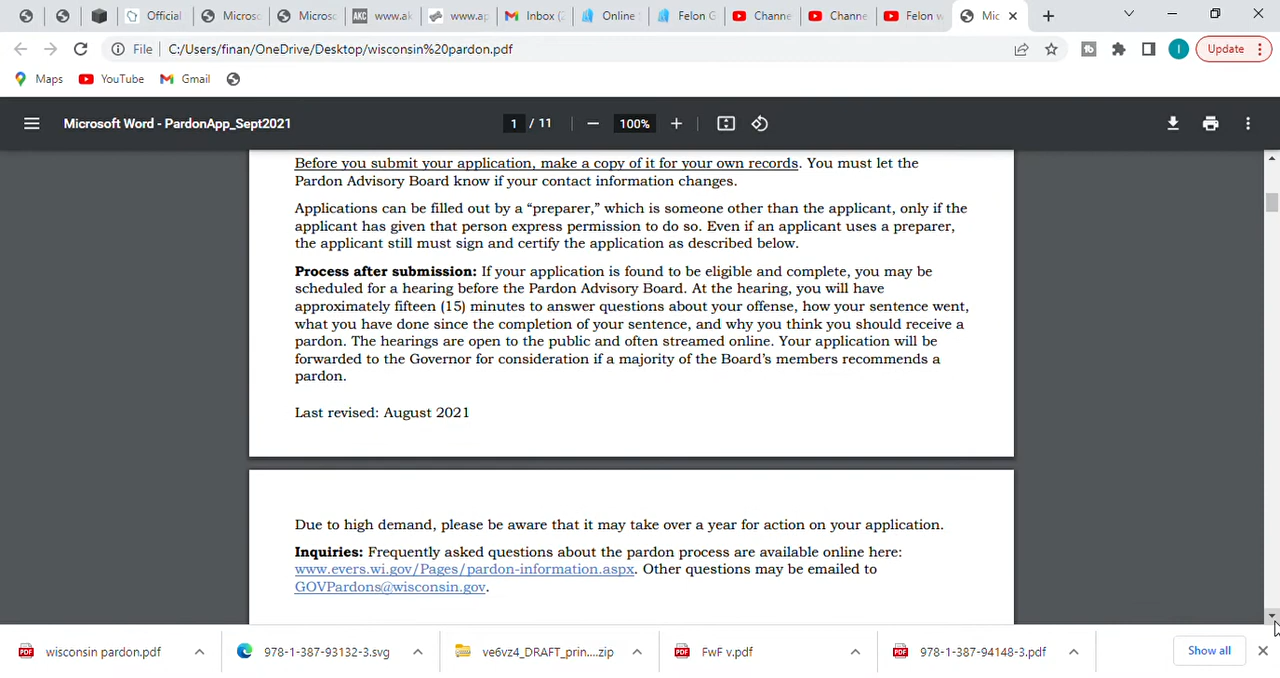 Official
Microsc
Microsc
AKC www.ak
www.ap
Inbox (2
Online
Felon G
Channe
Channe
Felon w
Mic
File C:/Users/finan/OneDrive/Desktop/wisconsin%20pardon.pdf
I
Update
Maps YouTube Gmail
Microsoft Word - PardonApp_Sept2021
1 / 11
100%
Before you submit your application, make a copy of it for your own records. You must let the
Pardon Advisory Board know if your contact information changes.
Applications can be filled out by a “preparer,” which is someone other than the applicant, only if the
applicant has given that person express permission to do so. Even if an applicant uses a preparer,
the applicant still must sign and certify the application as described below.
Process after submission: If your application is found to be eligible and complete, you may be
scheduled for a hearing before the Pardon Advisory Board. At the hearing, you will have
approximately fifteen (15) minutes to answer questions about your offense, how your sentence went,
what you have done since the completion of your sentence, and why you think you should receive a
pardon. The hearings are open to the public and often streamed online. Your application will be
forwarded to the Governor for consideration if a majority of the Board’s members recommends a
pardon.
Last revised: August 2021
Due to high demand, please be aware that it may take over a year for action on your application.
Inquiries: Frequently asked questions about the pardon process are available online here:
www.evers.wi.gov/Pages/pardon-information.aspx. Other questions may be emailed to
GOVPardons@wisconsin.gov.
wisconsin pardon.pdf
978-1-387-93132-3.svg
ve6vz4_DRAFT_prin....zip
FwF v.pdf
978-1-387-94148-3.pdf
Show all